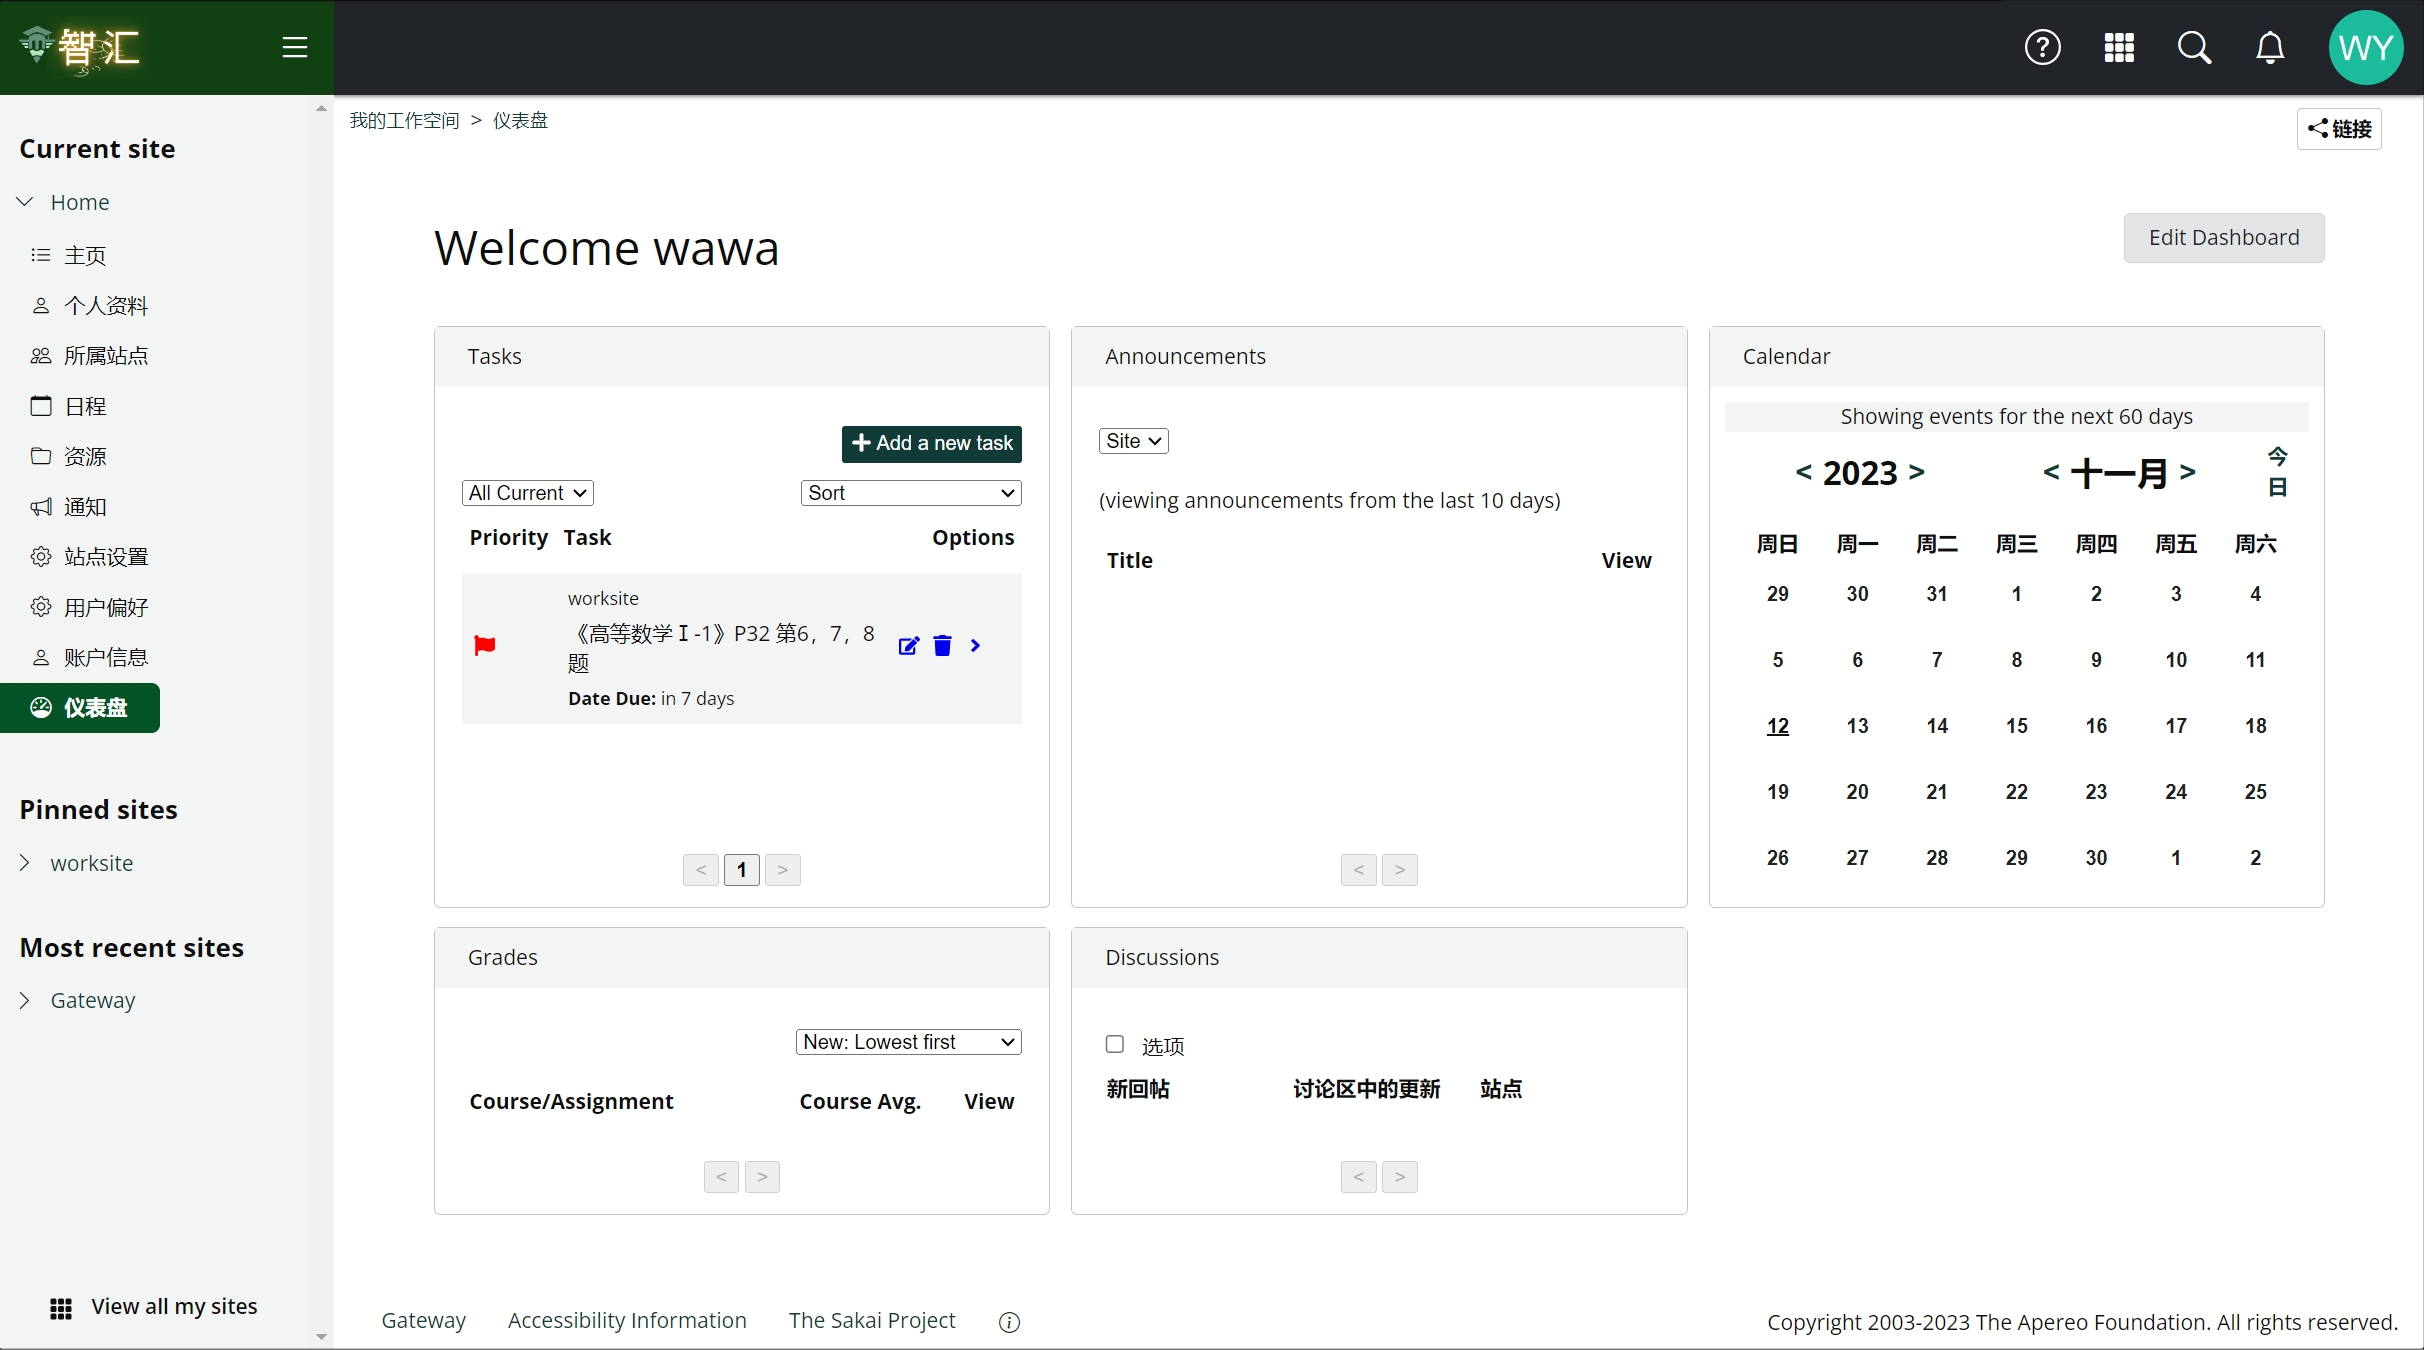 智汇
WY
Current site
Home
主页
个人资料
所属站点
日程
资源
通知
站点设置
用户偏好
账户信息
仪表盘
Pinned sites
worksite
Most recent sites
Gateway
View all my sites
我的工作空间 > 仪表盘
链接
Welcome wawa
Edit Dashboard
Tasks
Add a new task
All Current
Sort
Priority Task Options
worksite
《高等数学Ⅰ-1》P32 第6，7，8
题
Date Due: in 7 days
< 1 >
Announcements
Site
(viewing announcements from the last 10 days)
Title View
< >
Calendar
Showing events for the next 60 days
< 2023 > < 十一月 > 今日
周日 周一 周二 周三 周四 周五 周六
29 30 31 1 2 3 4
5 6 7 8 9 10 11
12 13 14 15 16 17 18
19 20 21 22 23 24 25
26 27 28 29 30 1 2
Grades
New: Lowest first
Course/Assignment Course Avg. View
< >
Discussions
选项
新回帖 讨论区中的更新 站点
< >
Gateway Accessibility Information The Sakai Project
Copyright 2003-2023 The Apereo Foundation. All rights reserved.